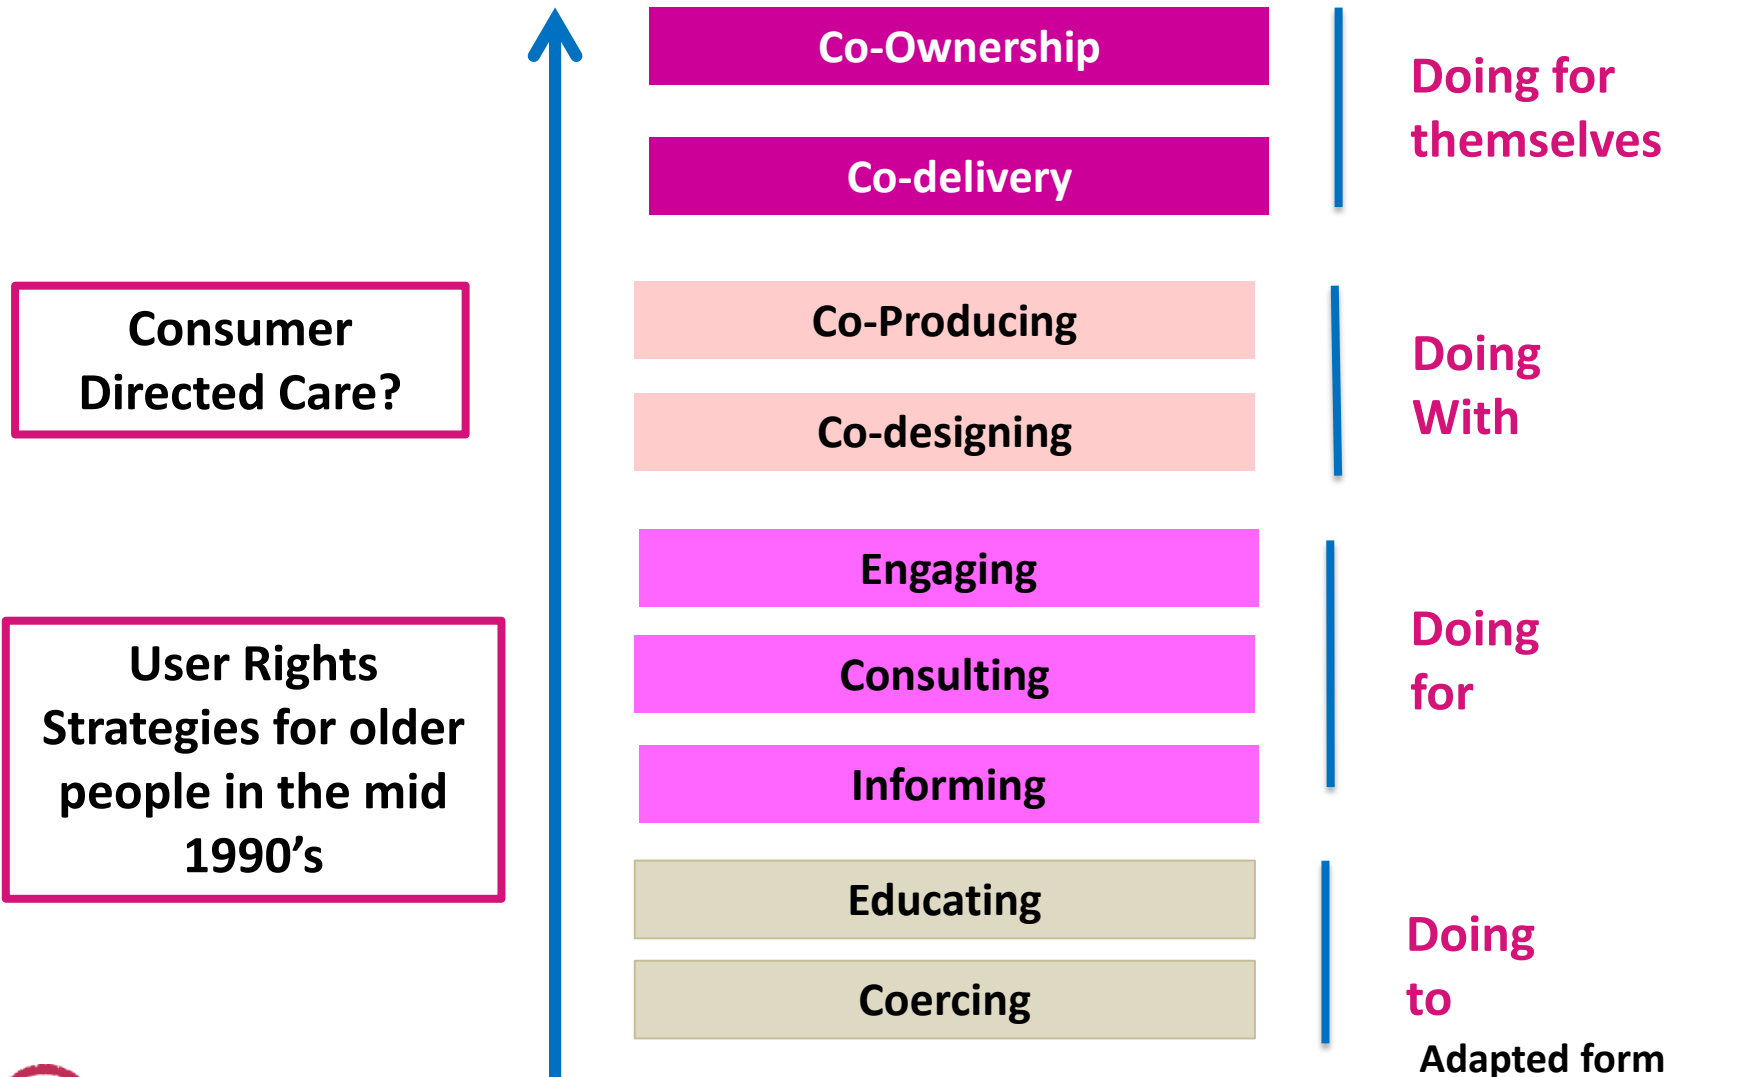 Co-Ownership
Co-delivery
Doing for
themselves
Consumer
Directed Care?
Co-Producing
Co-designing
Doing
With
User Rights
Strategies for older
people in the mid
1990’s
Engaging
Consulting
Informing
Doing
for
Educating
Coercing
Doing
to
Adapted form